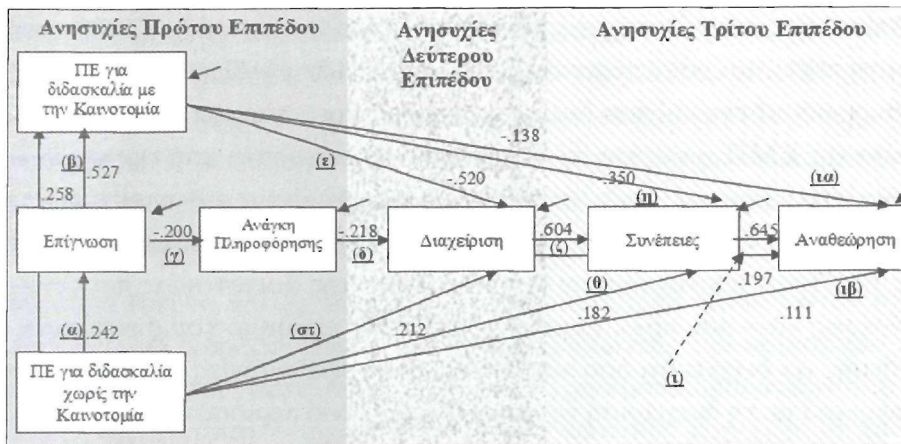 Ανησυχίες Πρώτου Επιπέδου
Ανησυχίες
Δεύτερου
Επιπέδου
Ανησυχίες Τρίτου Επιπέδου
ΠΕ για
διδασκαλία με
την Καινοτομία
-.138
(β)
.527
(ε)
-.520
-.350
(ια)
.258
(η)
Επίγνωση
-.200
(γ)
Ανάγκη
Πληροφόρησης
-.218
(δ)
Διαχείριση
.604
(ζ)
Συνέπειες
.645
Αναθεώρηση
.197
(θ)
(ιβ)
(α)
.242
(στ)
.212
.182
.111
(ι)
ΠΕ για διδασκαλία
χωρίς την
Καινοτομία